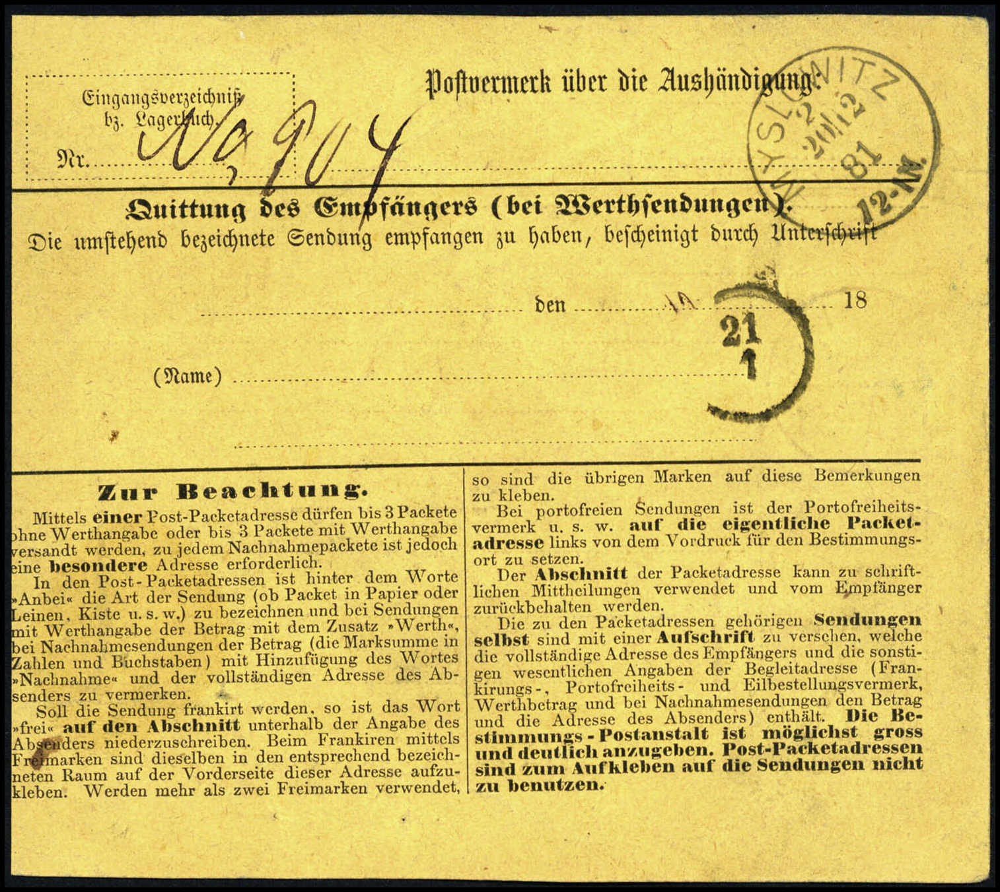 Eingangsverzeichniß
bz. Lagerbuch.
Nr.
No 904
Postvermerk über die Aushändigung:
MYSLOWITZ
2
20/12
81
12-1N.
Quittung des Empfängers (bei Werthsendungen).
Die umstehend bezeichnete Sendung empfangen zu haben, bescheinigt durch Unterschrift
den 18
21
1
(Name)
Zur Beachtung.
Mittels einer Post-Packetadresse dürfen bis 3 Packete
ohne Werthangabe oder bis 3 Packete mit Werthangabe
versandt werden, zu jedem Nachnahmepackete ist jedoch
eine besondere Adresse erforderlich.
In den Post-Packetadressen ist hinter dem Worte
»Anbei« die Art der Sendung (ob Packet in Papier oder
Leinen, Kiste u. s. w.) zu bezeichnen und bei Sendungen
mit Werthangabe der Betrag mit dem Zusatz »Werth«,
bei Nachnahmesendungen der Betrag (die Marksumme in
Zahlen und Buchstaben) mit Hinzufügung des Wortes
»Nachnahme« und der vollständigen Adresse des Ab-
senders zu vermerken.
Soll die Sendung frankirt werden, so ist das Wort
»frei« auf den Abschnitt unterhalb der Angabe des
Absenders niederzuschreiben. Beim Frankiren mittels
Freimarken sind dieselben in den entsprechend bezeich-
neten Raum auf der Vorderseite dieser Adresse aufzu-
kleben. Werden mehr als zwei Freimarken verwendet,
so sind die übrigen Marken auf diese Bemerkungen
zu kleben.
Bei portofreien Sendungen ist der Portofreiheits-
vermerk u. s. w. auf die eigentliche Packet-
adresse links von dem Vordruck für den Bestimmungs-
ort zu setzen.
Der Abschnitt der Packetadresse kann zu schrift-
lichen Mittheilungen verwendet und vom Empfänger
zurückbehalten werden.
Die zu den Packetadressen gehörigen Sendungen
selbst sind mit einer Aufschrift zu versehen, welche
die vollständige Adresse des Empfängers und die sonsti-
gen wesentlichen Angaben der Begleitadresse (Fran-
kirungs-, Portofreiheits- und Eilbestellungsvermerk,
Werthbetrag und bei Nachnahmesendungen den Betrag
und die Adresse des Absenders) enthält. Die Be-
stimmungs-Postanstalt ist möglichst gross
und deutlich anzugeben. Post-Packetadressen
sind zum Aufkleben auf die Sendungen nicht
zu benutzen.